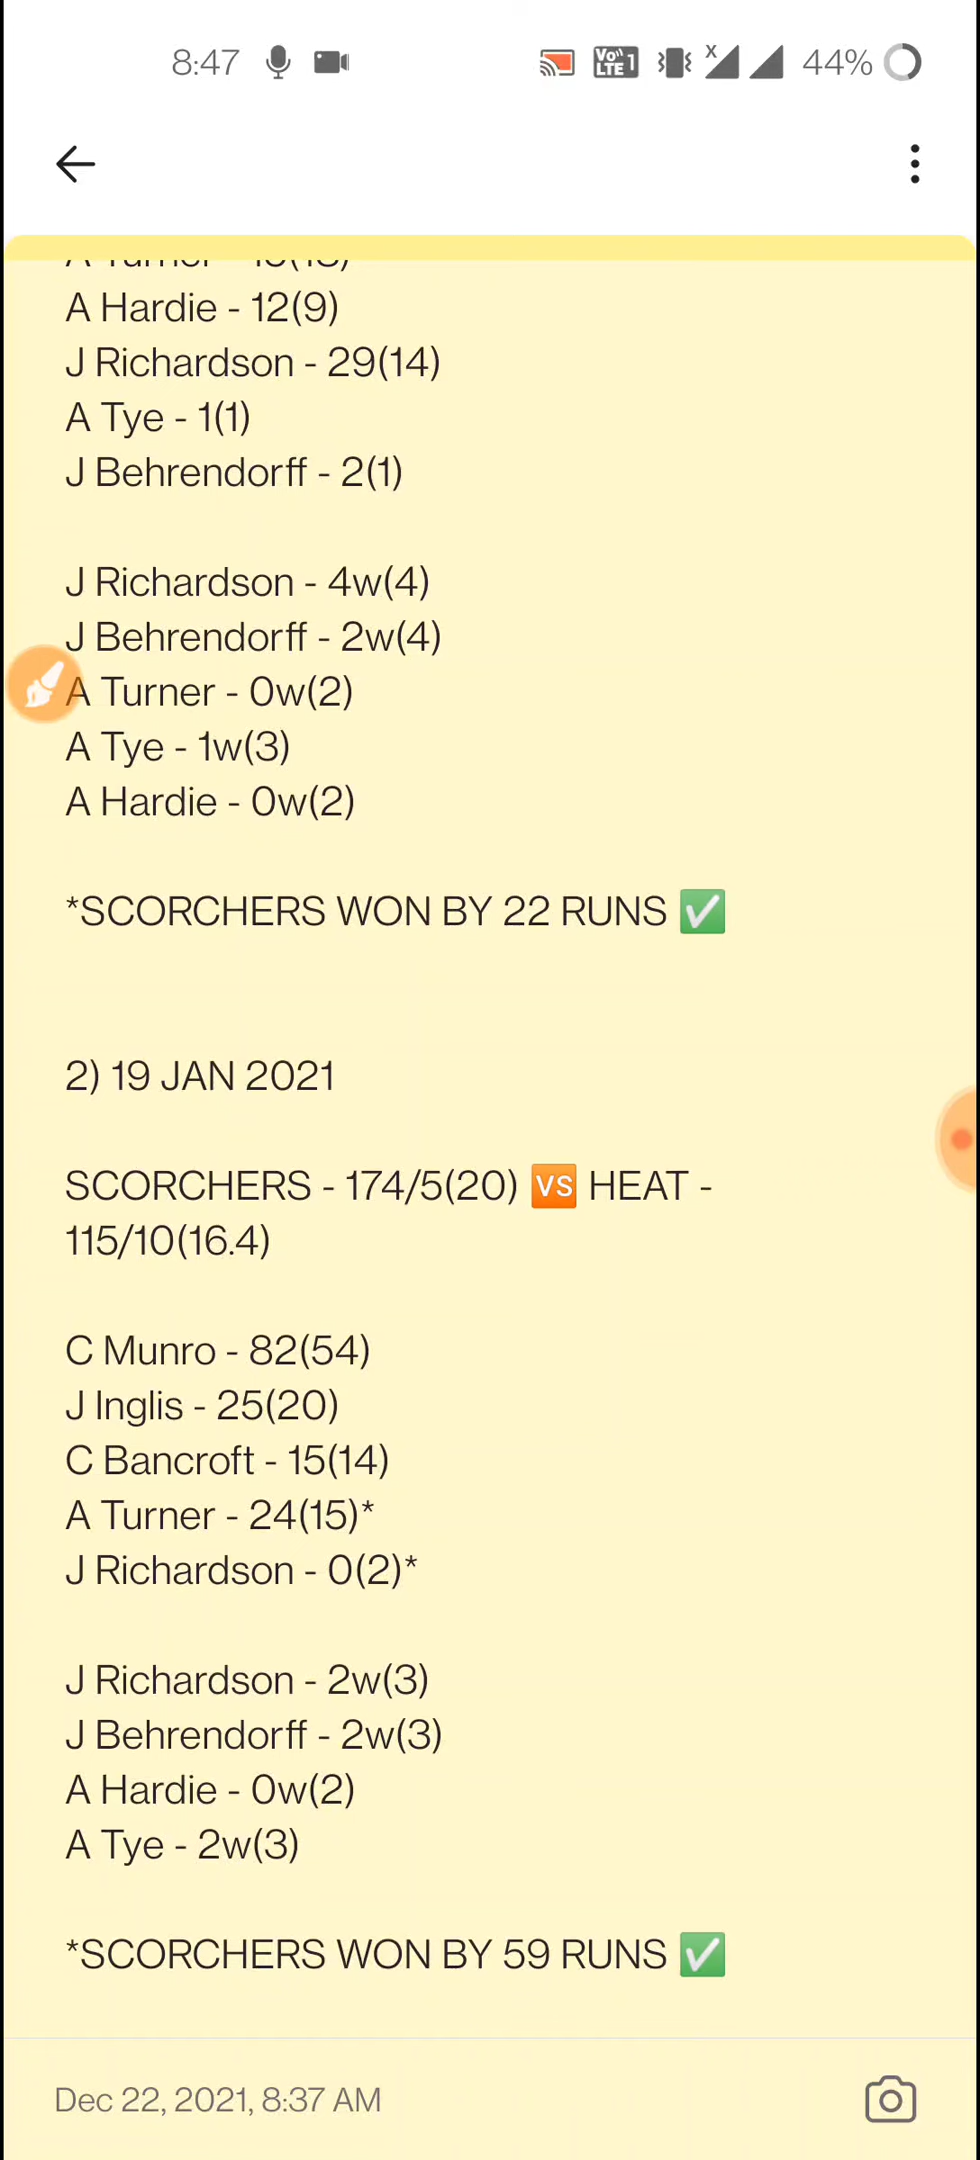 8:47 Vo)) LTE 1 x 44%
A Hardie - 12(9)
J Richardson - 29(14)
A Tye - 1(1)
J Behrendorff - 2(1)
J Richardson - 4w(4)
J Behrendorff - 2w(4)
A Turner - 0w(2)
A Tye - 1w(3)
A Hardie - 0w(2)
*SCORCHERS WON BY 22 RUNS ✅
2) 19 JAN 2021
SCORCHERS - 174/5(20) 🆚 HEAT -
115/10(16.4)
C Munro - 82(54)
J Inglis - 25(20)
C Bancroft - 15(14)
A Turner - 24(15)*
J Richardson - 0(2)*
J Richardson - 2w(3)
J Behrendorff - 2w(3)
A Hardie - 0w(2)
A Tye - 2w(3)
*SCORCHERS WON BY 59 RUNS ✅
Dec 22, 2021, 8:37 AM